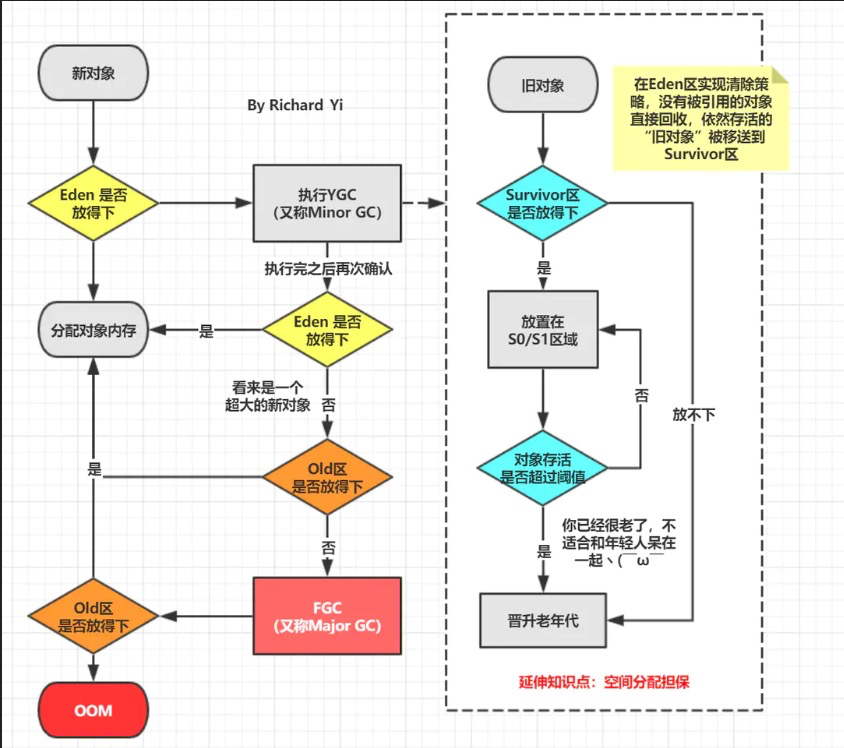 新对象
By Richard Yi
Eden 是否
放得下
执行YGC
（又称Minor GC）
执行完之后再次确认
分配对象内存
是
Eden 是否
放得下
看来是一个
超大的新对象
否
是
Old区
是否放得下
否
Old区
是否放得下
FGC
（又称Major GC）
OOM
旧对象
在Eden区实现清除策
略，没有被引用的对象
直接回收，依然存活的
“旧对象”被移送到
Survivor区
Survivor区
是否放得下
是
放置在
S0/S1区域
否
放不下
对象存活
是否超过阈值
你已经很老了，不
适合和年轻人呆在
一起丶(￣ω￣
是
晋升老年代
延伸知识点：空间分配担保